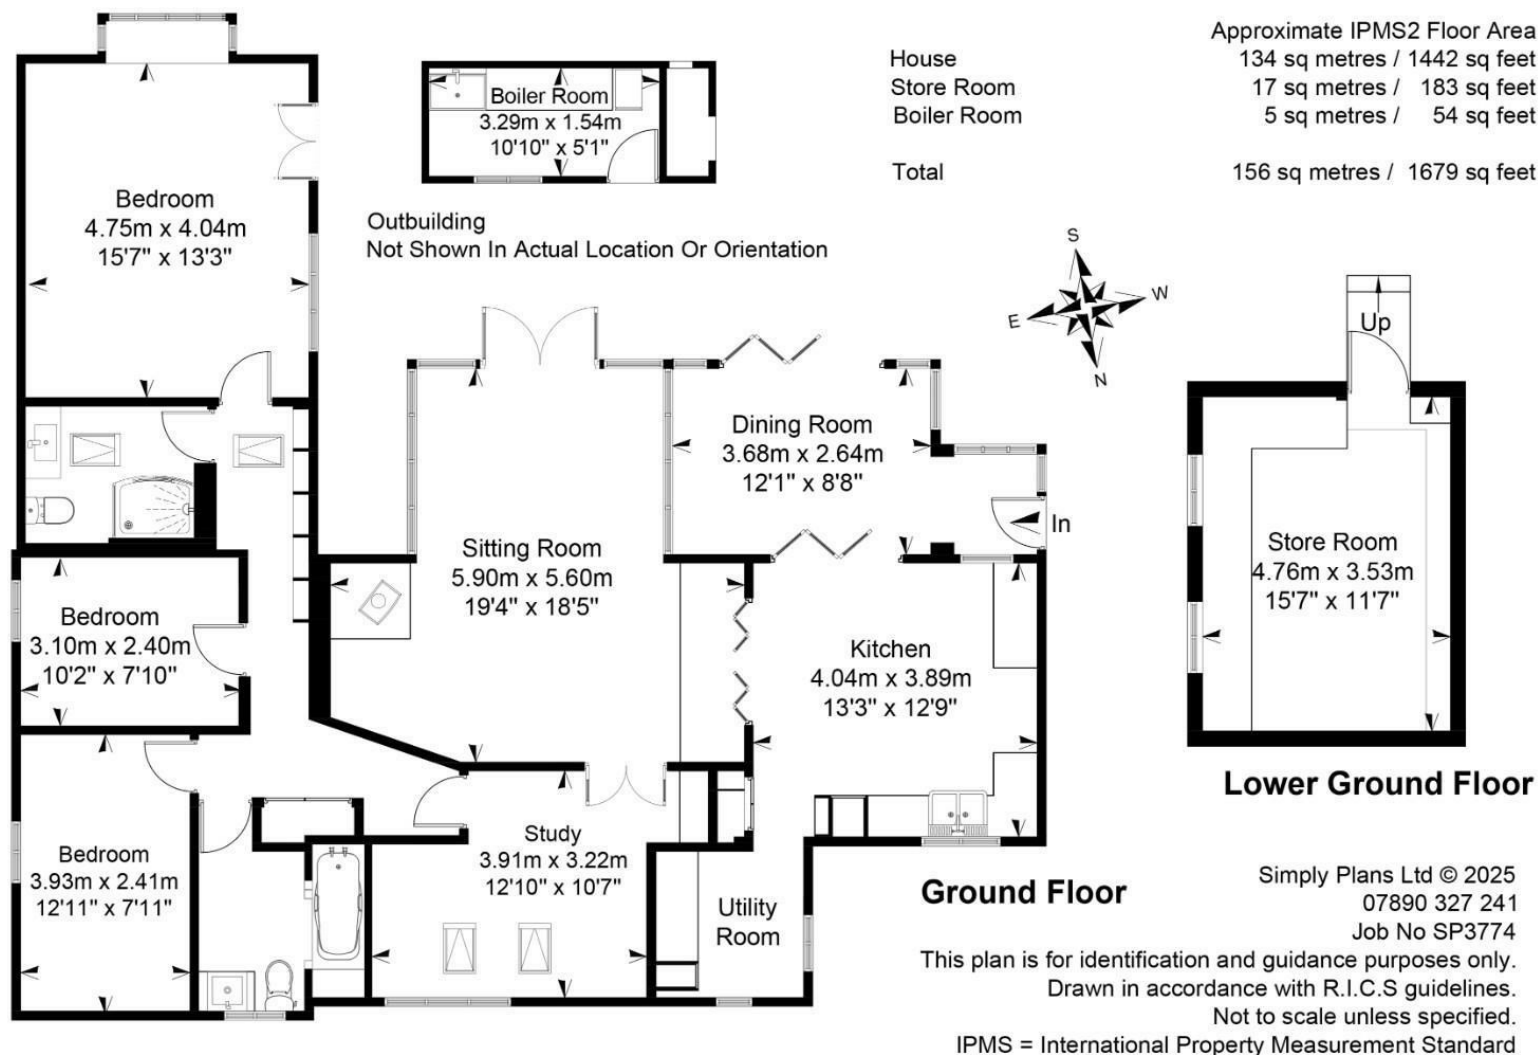 Approximate IPMS2 Floor Area
House 134 sq metres / 1442 sq feet
Store Room 17 sq metres / 183 sq feet
Boiler Room 5 sq metres / 54 sq feet
Total 156 sq metres / 1679 sq feet
Boiler Room
3.29m x 1.54m
10'10" x 5'1"
Outbuilding
Not Shown In Actual Location Or Orientation
Bedroom
4.75m x 4.04m
15'7" x 13'3"
S
W
E
N
Up
Dining Room
3.68m x 2.64m
12'1" x 8'8"
In
Sitting Room
5.90m x 5.60m
19'4" x 18'5"
Store Room
4.76m x 3.53m
15'7" x 11'7"
Bedroom
3.10m x 2.40m
10'2" x 7'10"
Kitchen
4.04m x 3.89m
13'3" x 12'9"
Lower Ground Floor
Bedroom
3.93m x 2.41m
12'11" x 7'11"
Study
3.91m x 3.22m
12'10" x 10'7"
Utility
Room
Ground Floor
Simply Plans Ltd © 2025
07890 327 241
Job No SP3774
This plan is for identification and guidance purposes only.
Drawn in accordance with R.I.C.S guidelines.
Not to scale unless specified.
IPMS = International Property Measurement Standard